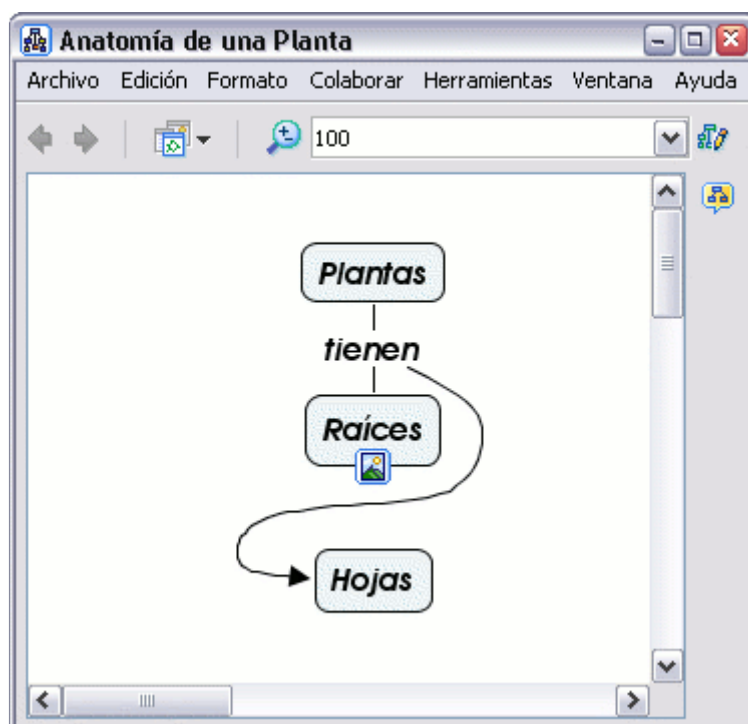 Anatomía de una Planta
Archivo Edición Formato Colaborar Herramientas Ventana Ayuda
100
Plantas
tienen
Raíces
Hojas